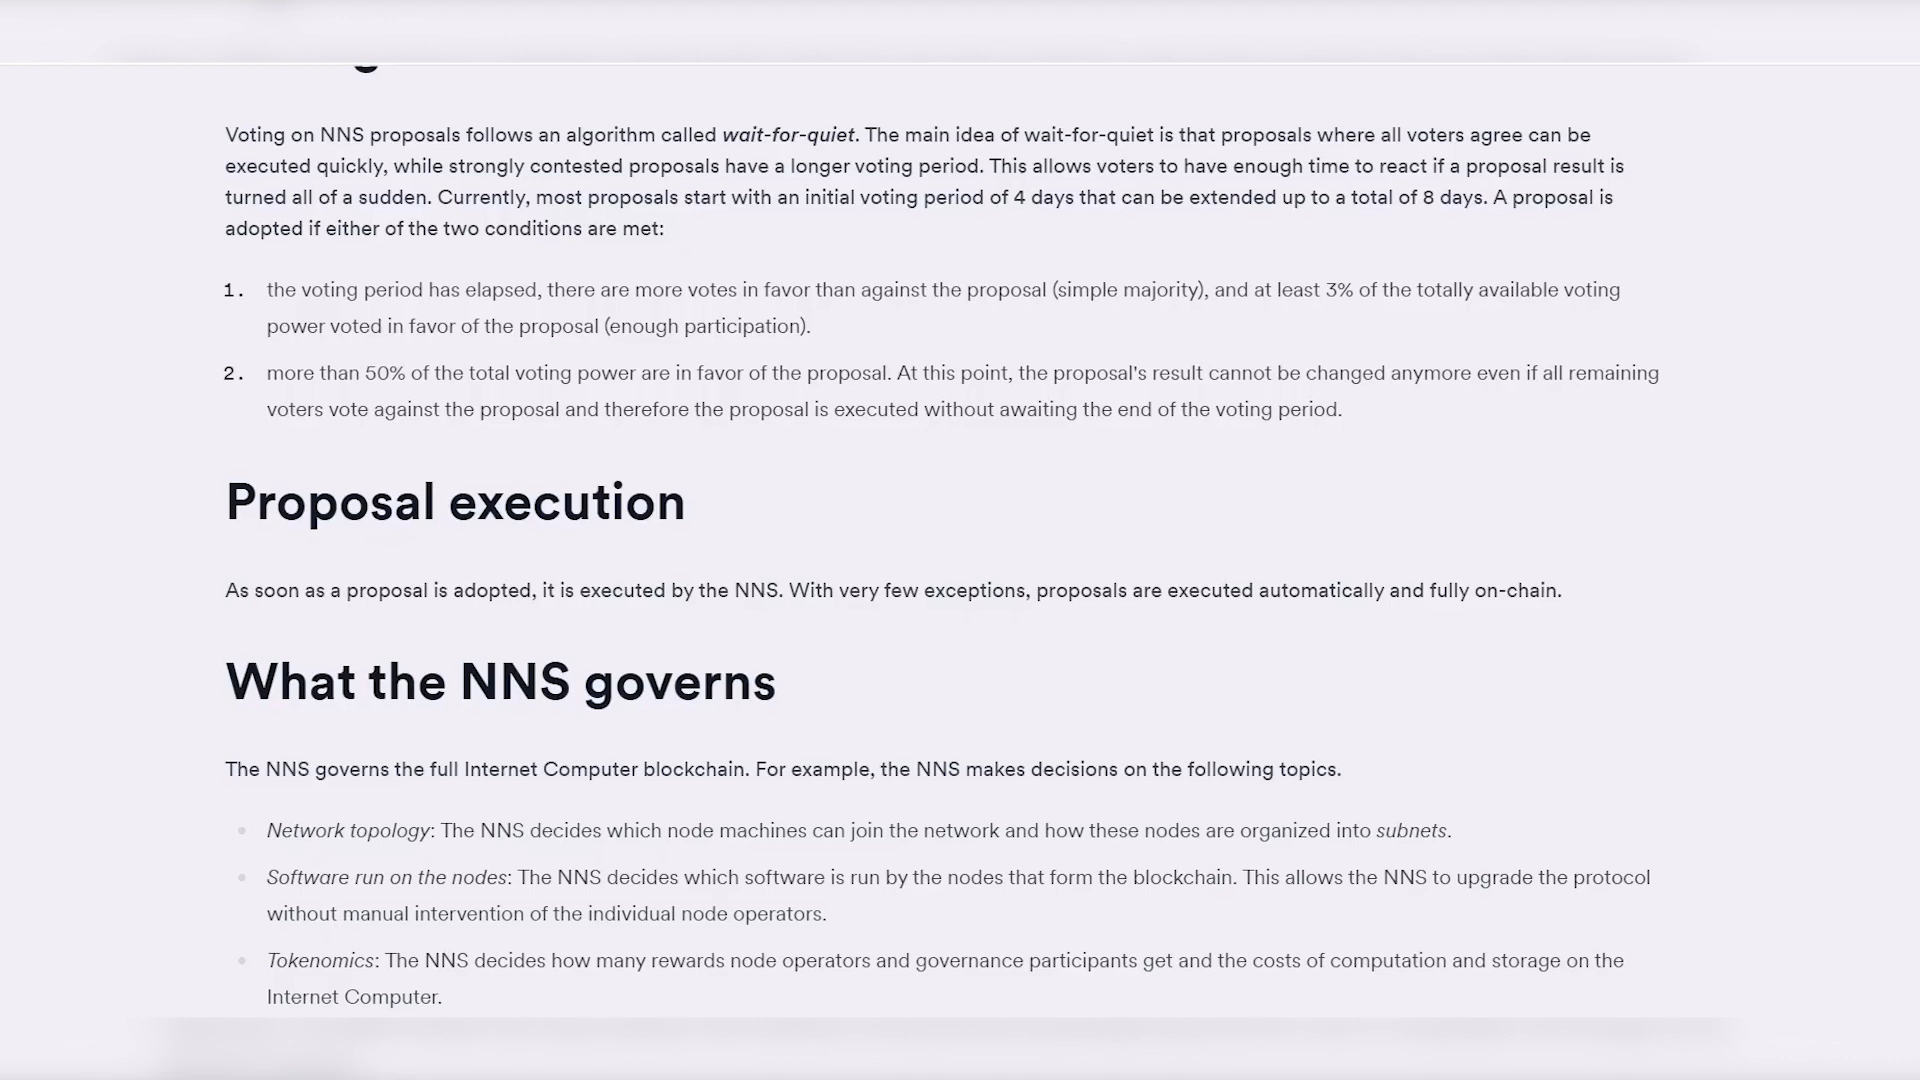 Voting on NNS proposals follows an algorithm called wait-for-quiet. The main idea of wait-for-quiet is that proposals where all voters agree can be
executed quickly, while strongly contested proposals have a longer voting period. This allows voters to have enough time to react if a proposal result is
turned all of a sudden. Currently, most proposals start with an initial voting period of 4 days that can be extended up to a total of 8 days. A proposal is
adopted if either of the two conditions are met:
1. the voting period has elapsed, there are more votes in favor than against the proposal (simple majority), and at least 3% of the totally available voting
power voted in favor of the proposal (enough participation).
2. more than 50% of the total voting power are in favor of the proposal. At this point, the proposal's result cannot be changed anymore even if all remaining
voters vote against the proposal and therefore the proposal is executed without awaiting the end of the voting period.
Proposal execution
As soon as a proposal is adopted, it is executed by the NNS. With very few exceptions, proposals are executed automatically and fully on-chain.
What the NNS governs
The NNS governs the full Internet Computer blockchain. For example, the NNS makes decisions on the following topics.
Network topology: The NNS decides which node machines can join the network and how these nodes are organized into subnets.
Software run on the nodes: The NNS decides which software is run by the nodes that form the blockchain. This allows the NNS to upgrade the protocol
without manual intervention of the individual node operators.
Tokenomics: The NNS decides how many rewards node operators and governance participants get and the costs of computation and storage on the
Internet Computer.